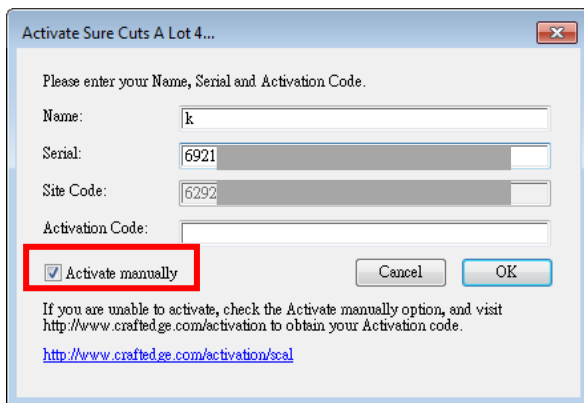 Activate Sure Cuts A Lot 4...
Please enter your Name, Serial and Activation Code.
Name:
k
Serial:
6921
Site Code:
6292
Activation Code:
Activate manually
Cancel
OK
If you are unable to activate, check the Activate manually option, and visit
http://www.craftedge.com/activation to obtain your Activation code.
http://www.craftedge.com/activation/scal